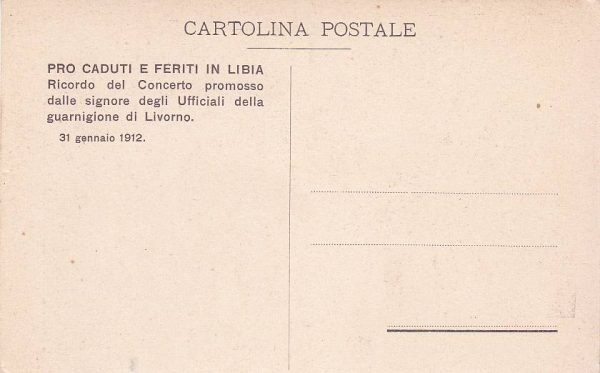 CARTOLINA POSTALE
PRO CADUTI E FERITI IN LIBIA
Ricordo del Concerto promosso
dalle signore degli Ufficiali della
guarnigione di Livorno.
31 gennaio 1912.